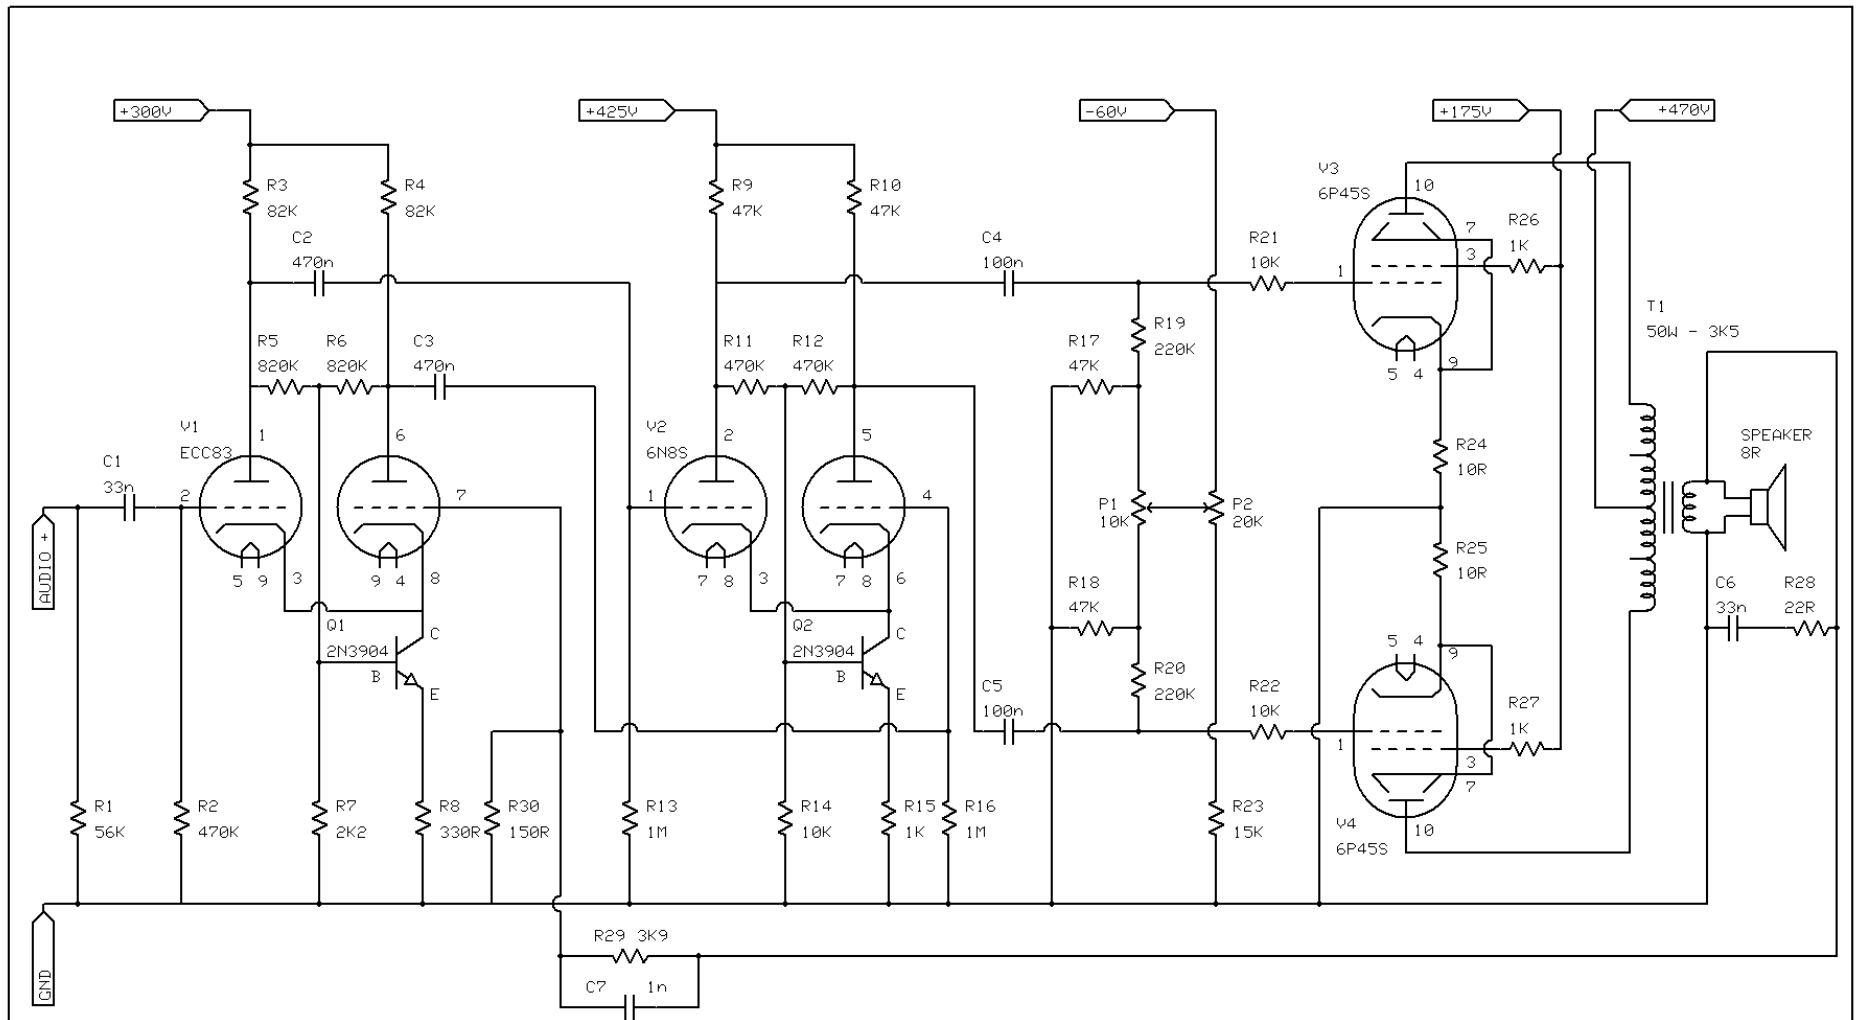 +300V
+425V
-60V
+175V
+470V
R3
82K
R4
82K
R9
47K
R10
47K
V3
6P45S
10
7
3
R26
1K
C2
470n
C4
100n
R21
10K
1
T1
50W - 3K5
R5
820K
R6
820K
C3
470n
R11
470K
R12
470K
R17
47K
R19
220K
5
4
9
V1
ECC83
1
6
V2
6N8S
2
5
R24
10R
SPEAKER
8R
C1
33n
2
7
1
4
P1
10K
P2
20K
5
9
3
9
4
8
7
8
3
7
8
6
R25
10R
R18
47K
C6
33n
R28
22R
AUDIO +
Q1
2N3904
C
B
E
Q2
2N3904
C
B
E
5
4
9
R20
220K
C5
100n
R22
10K
R27
1K
1
3
7
R1
56K
R2
470K
R7
2K2
R8
330R
R30
150R
R13
1M
R14
10K
R15
1K
R16
1M
R23
15K
V4
6P45S
10
GND
R29 3K9
C7
1n